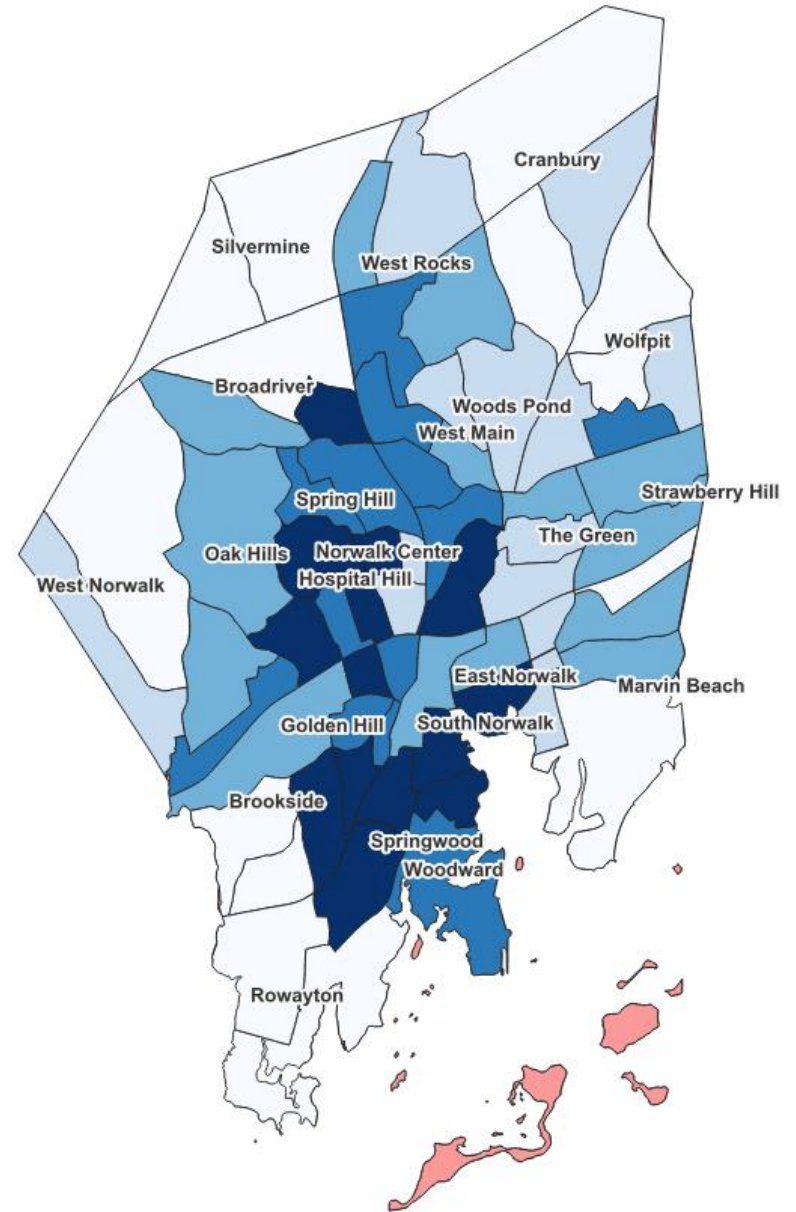 Cranbury
Silvermine
West Rocks
Wolfpit
Broadriver
Woods Pond
West Main
Strawberry Hill
Spring Hill
The Green
Oak Hills
Norwalk Center
Hospital Hill
West Norwalk
East Norwalk
Marvin Beach
Golden Hill
South Norwalk
Brookside
Springwood
Woodward
Rowayton